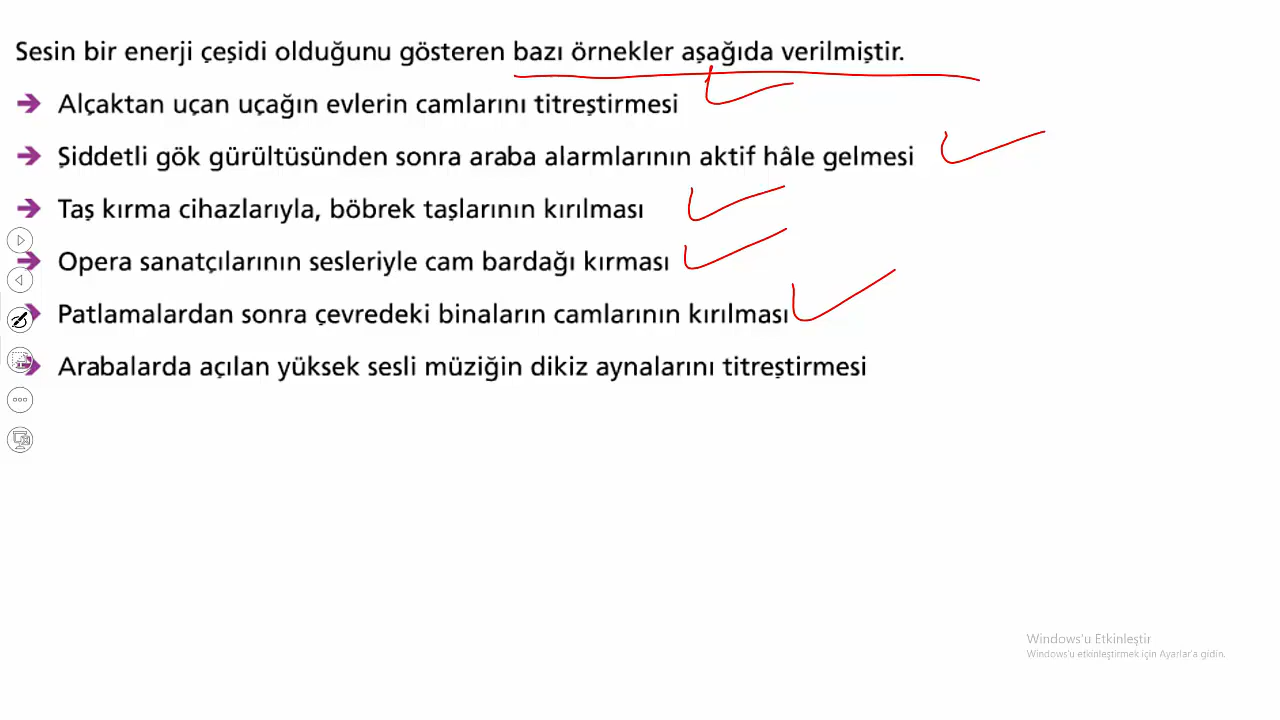 Sesin bir enerji çeşidi olduğunu gösteren bazı örnekler aşağıda verilmiştir.
Alçaktan uçan uçağın evlerin camlarını titreştirmesi
Şiddetli gök gürültüsünden sonra araba alarmlarının aktif hâle gelmesi
Taş kırma cihazlarıyla, böbrek taşlarının kırılması
Opera sanatçılarının sesleriyle cam bardağı kırması
Patlamalardan sonra çevredeki binaların camlarının kırılması
Arabalarda açılan yüksek sesli müziğin dikiz aynalarını titreştirmesi
Windows'u Etkinleştir
Windows'u etkinleştirmek için Ayarlar'a gidin.